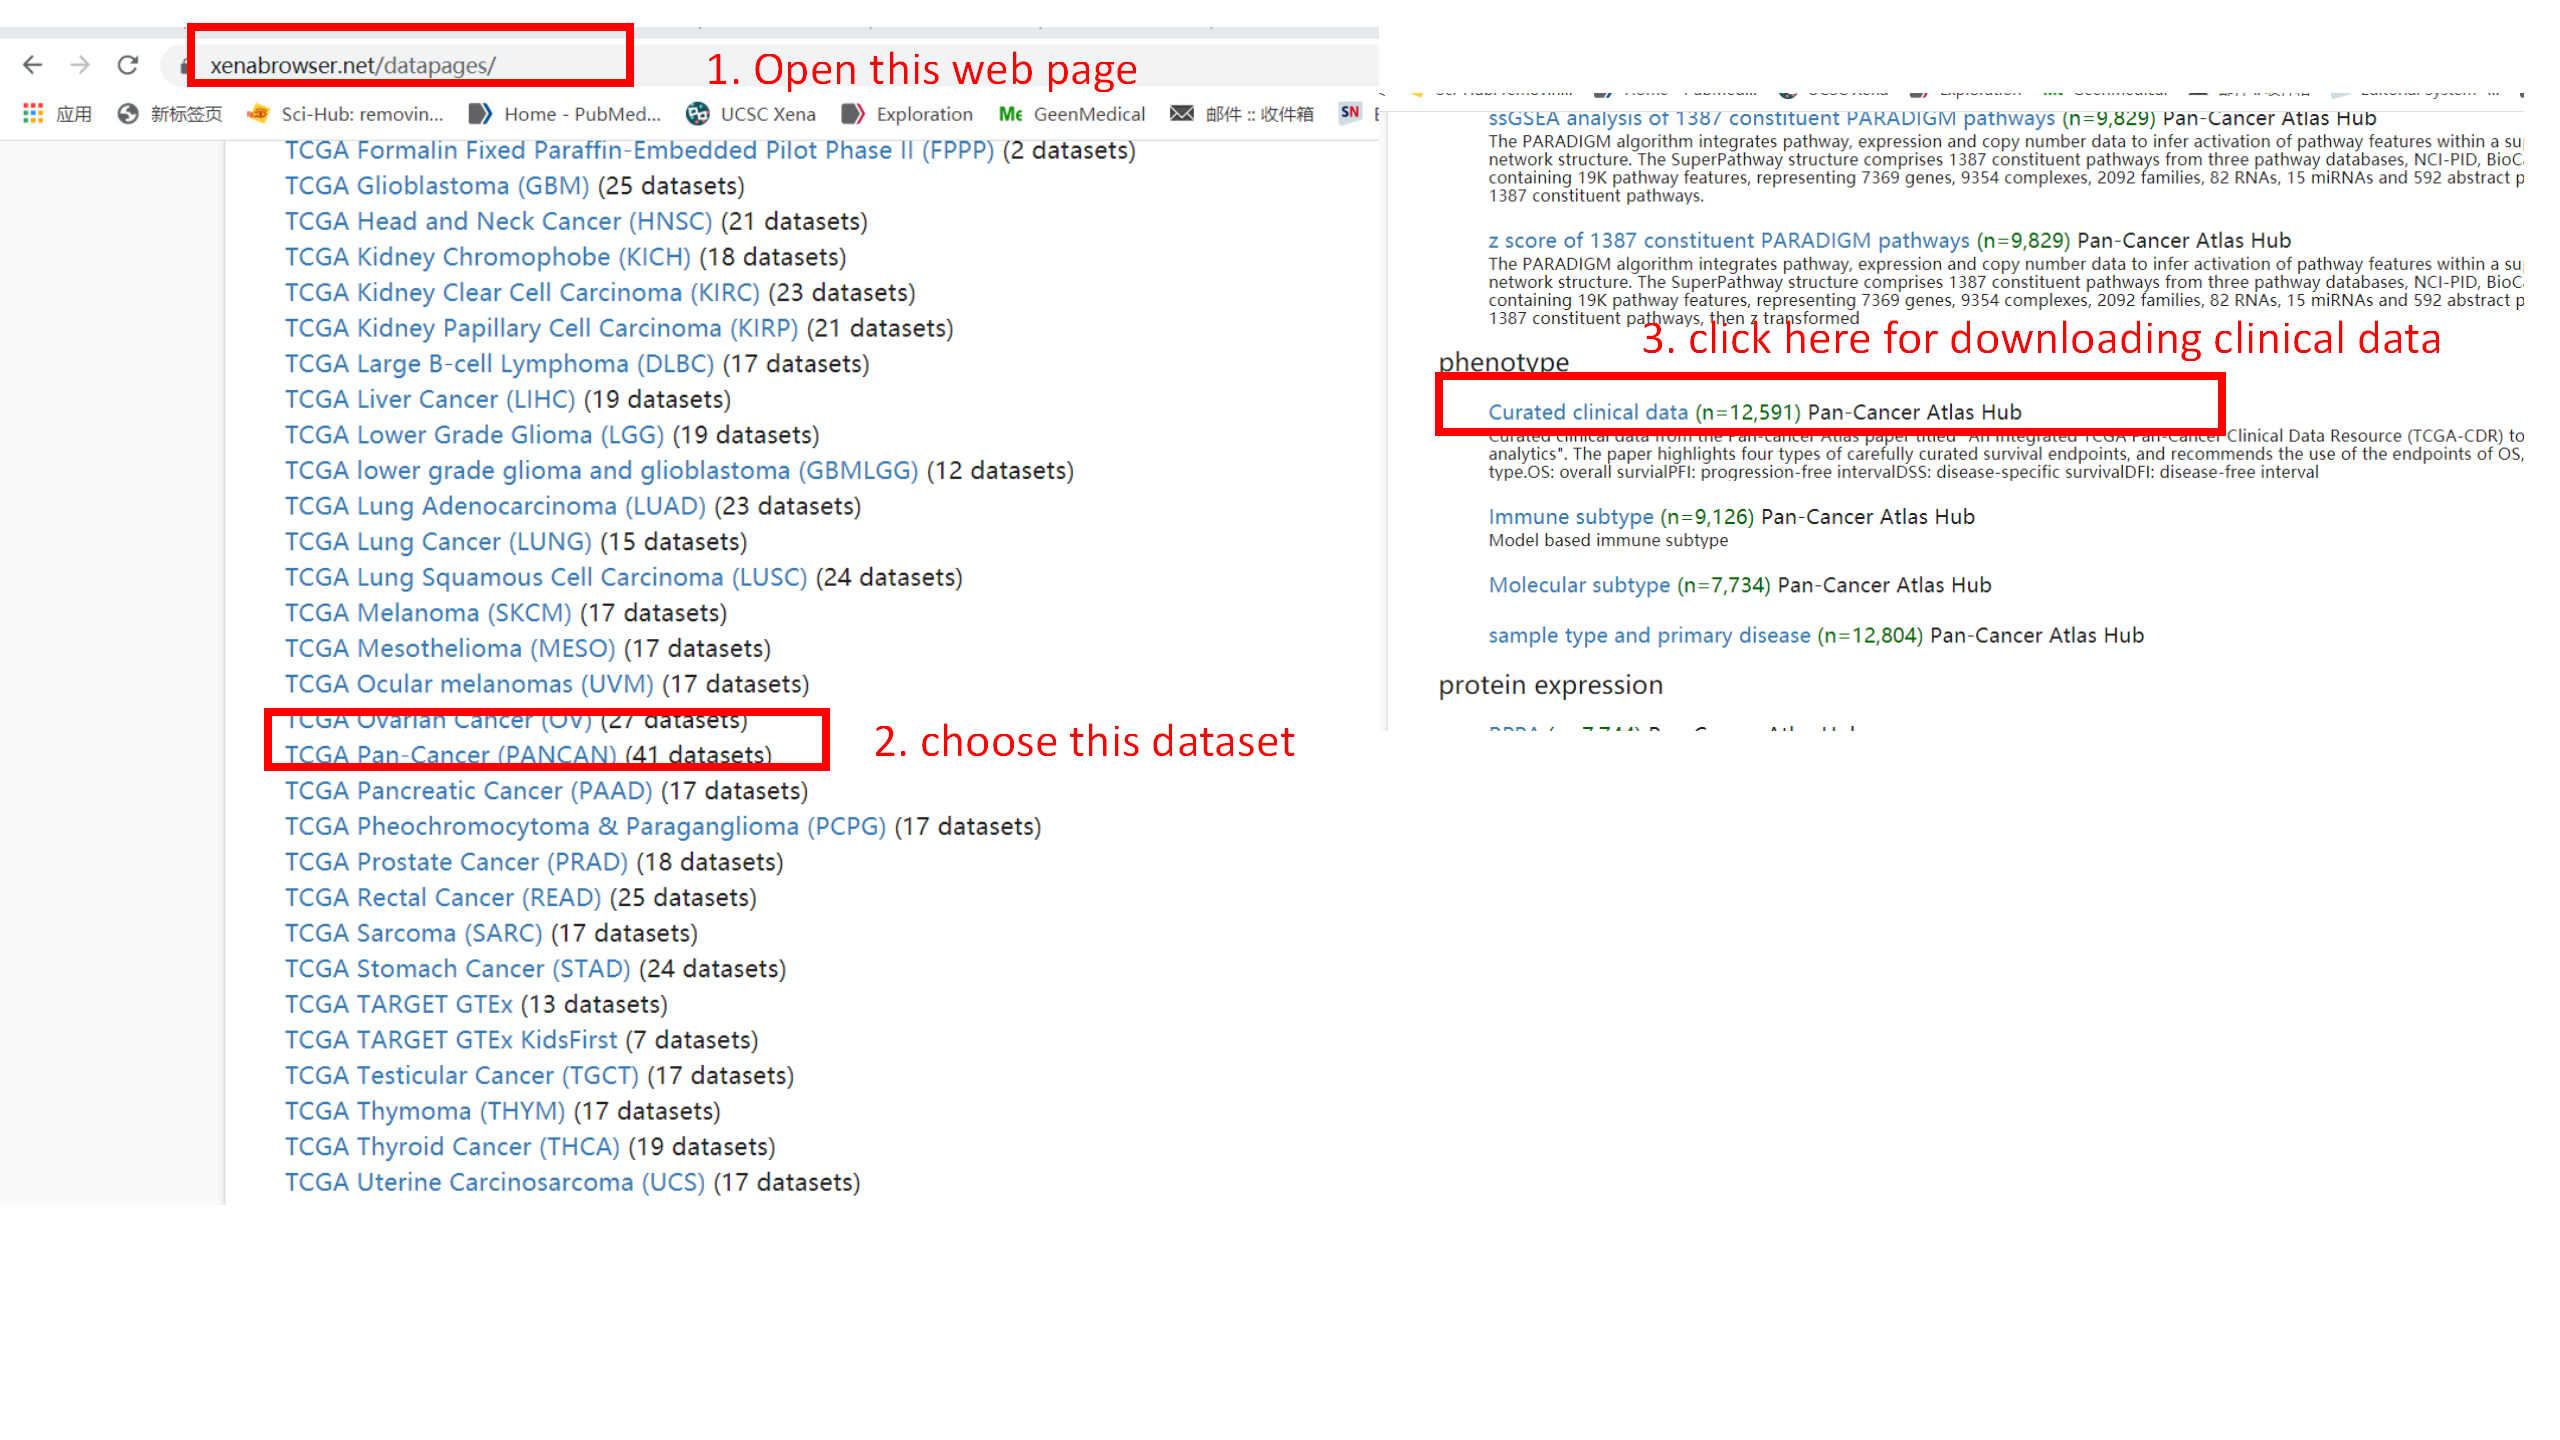 xenabrowser.net/datapages/
1. Open this web page
应用 新标签页 Sci-Hub: removin... Home - PubMed... UCSC Xena Exploration GeenMedical 邮件 :: 收件箱
TCGA Formalin Fixed Paraffin-Embedded Pilot Phase II (FPPP) (2 datasets)
TCGA Glioblastoma (GBM) (25 datasets)
TCGA Head and Neck Cancer (HNSC) (21 datasets)
TCGA Kidney Chromophobe (KICH) (18 datasets)
TCGA Kidney Clear Cell Carcinoma (KIRC) (23 datasets)
TCGA Kidney Papillary Cell Carcinoma (KIRP) (21 datasets)
TCGA Large B-cell Lymphoma (DLBC) (17 datasets)
TCGA Liver Cancer (LIHC) (19 datasets)
TCGA Lower Grade Glioma (LGG) (19 datasets)
TCGA lower grade glioma and glioblastoma (GBMLGG) (12 datasets)
TCGA Lung Adenocarcinoma (LUAD) (23 datasets)
TCGA Lung Cancer (LUNG) (15 datasets)
TCGA Lung Squamous Cell Carcinoma (LUSC) (24 datasets)
TCGA Melanoma (SKCM) (17 datasets)
TCGA Mesothelioma (MESO) (17 datasets)
TCGA Ocular melanomas (UVM) (17 datasets)
TCGA Ovarian Cancer (OV) (27 datasets)
TCGA Pan-Cancer (PANCAN) (41 datasets)
2. choose this dataset
TCGA Pancreatic Cancer (PAAD) (17 datasets)
TCGA Pheochromocytoma & Paraganglioma (PCPG) (17 datasets)
TCGA Prostate Cancer (PRAD) (18 datasets)
TCGA Rectal Cancer (READ) (25 datasets)
TCGA Sarcoma (SARC) (17 datasets)
TCGA Stomach Cancer (STAD) (24 datasets)
TCGA TARGET GTEx (13 datasets)
TCGA TARGET GTEx KidsFirst (7 datasets)
TCGA Testicular Cancer (TGCT) (17 datasets)
TCGA Thymoma (THYM) (17 datasets)
TCGA Thyroid Cancer (THCA) (19 datasets)
TCGA Uterine Carcinosarcoma (UCS) (17 datasets)
ssGSEA analysis of 1387 constituent PARADIGM pathways (n=9,829) Pan-Cancer Atlas Hub
The PARADIGM algorithm integrates pathway, expression and copy number data to infer activation of pathway features within a su
network structure. The SuperPathway structure comprises 1387 constituent pathways from three pathway databases, NCI-PID, BioC
containing 19K pathway features, representing 7369 genes, 9354 complexes, 2092 families, 82 RNAs, 15 miRNAs and 592 abstract p
1387 constituent pathways.
z score of 1387 constituent PARADIGM pathways (n=9,829) Pan-Cancer Atlas Hub
The PARADIGM algorithm integrates pathway, expression and copy number data to infer activation of pathway features within a su
network structure. The SuperPathway structure comprises 1387 constituent pathways from three pathway databases, NCI-PID, BioC
containing 19K pathway features, representing 7369 genes, 9354 complexes, 2092 families, 82 RNAs, 15 miRNAs and 592 abstract p
1387 constituent pathways, then z transformed
3. click here for downloading clinical data
phenotype
Curated clinical data (n=12,591) Pan-Cancer Atlas Hub
Curated clinical data from the Pan-cancer Atlas paper titled "An Integrated TCGA Pan-Cancer Clinical Data Resource (TCGA-CDR) to
analytics". The paper highlights four types of carefully curated survival endpoints, and recommends the use of the endpoints of OS,
type.OS: overall survialPFI: progression-free intervalDSS: disease-specific survivalDFI: disease-free interval
Immune subtype (n=9,126) Pan-Cancer Atlas Hub
Model based immune subtype
Molecular subtype (n=7,734) Pan-Cancer Atlas Hub
sample type and primary disease (n=12,804) Pan-Cancer Atlas Hub
protein expression